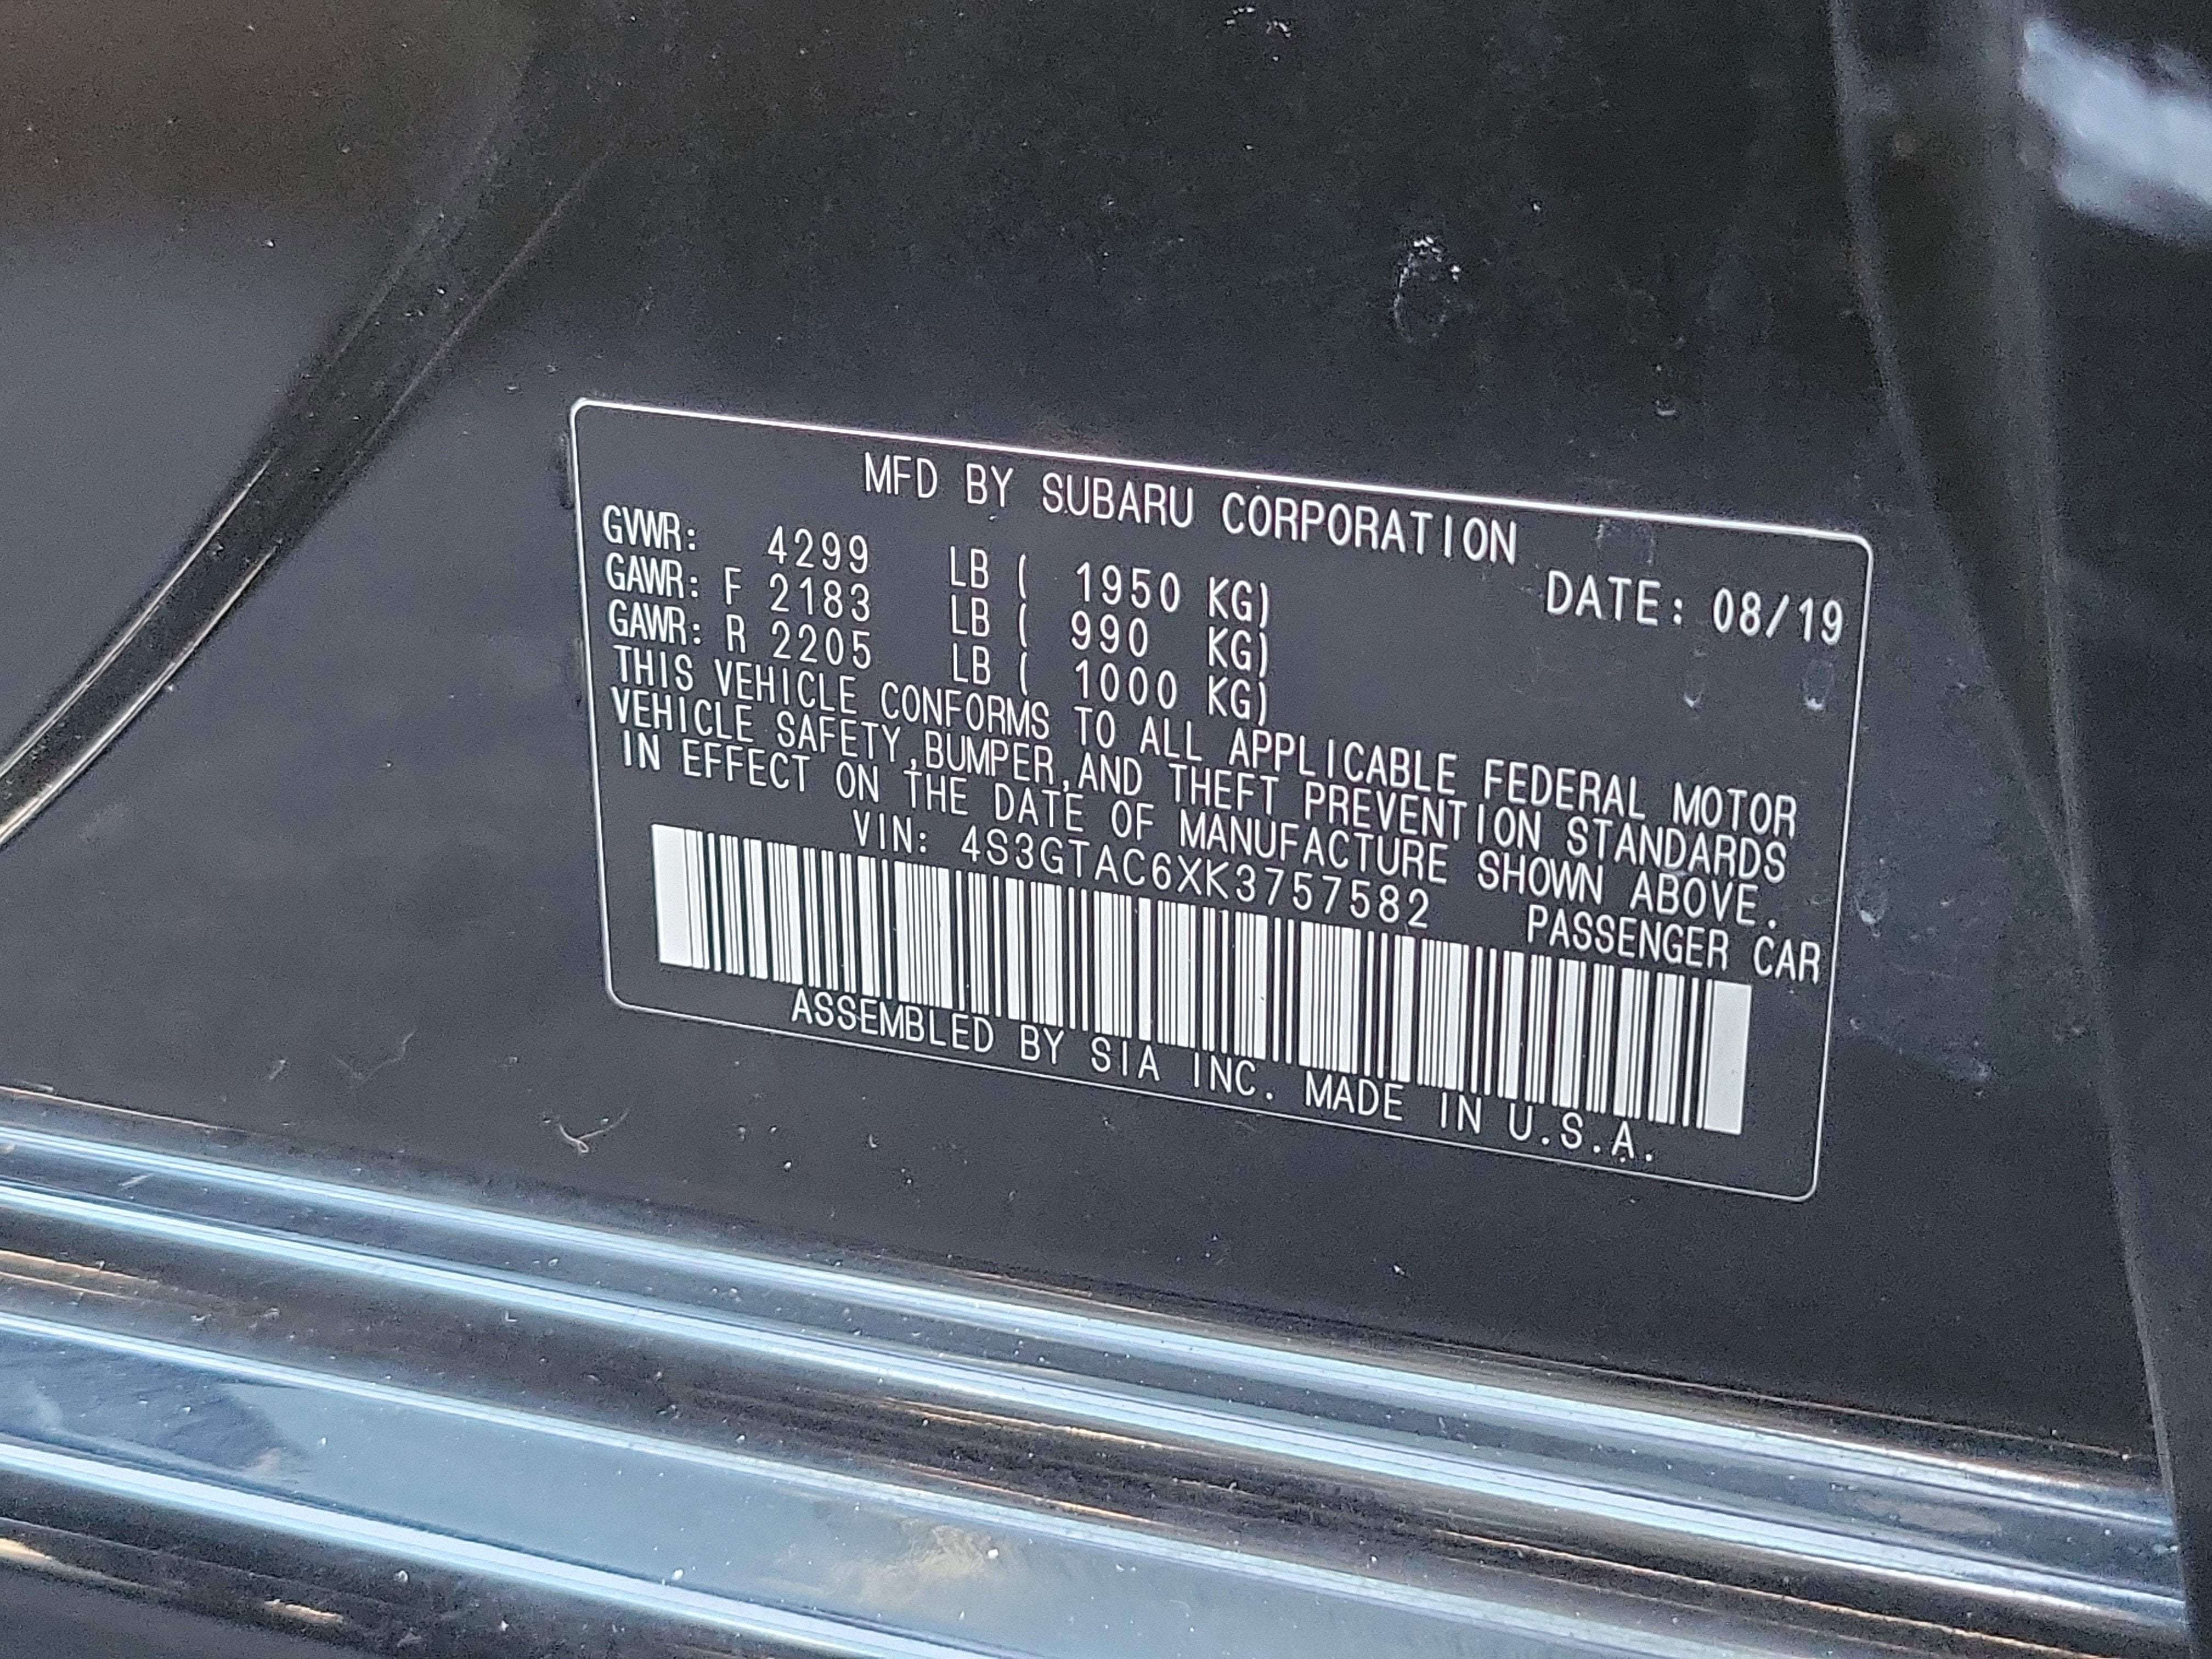 MFD BY SUBARU CORPORATION
DATE: 08/19
GVWR: 4299 LB ( 1950 KG)
GAWR: F 2183 LB ( 990 KG)
GAWR: R 2205 LB ( 1000 KG)
THIS VEHICLE CONFORMS TO ALL APPLICABLE FEDERAL MOTOR
VEHICLE SAFETY,BUMPER,AND THEFT PREVENTION STANDARDS
IN EFFECT ON THE DATE OF MANUFACTURE SHOWN ABOVE.
VIN: 4S3GTAC6XK3757582 PASSENGER CAR
ASSEMBLED BY SIA INC. MADE IN U.S.A.